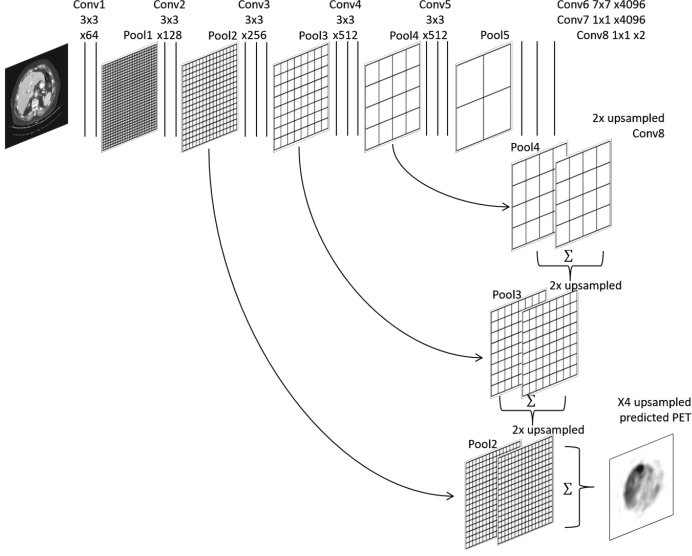 Conv1 Conv2 Conv3 Conv4 Conv5 Conv6 7x7 x4096
3x3 3x3 3x3 3x3 3x3 Conv7 1x1 x4096
x64 Pool1 x128 Pool2 x256 Pool3 x512 Pool4 x512 Pool5 Conv8 1x1 x2
2x upsampled
Conv8
Pool4
Σ
2x upsampled
Pool3
Σ
X4 upsampled
predicted PET
2x upsampled
Pool2
Σ